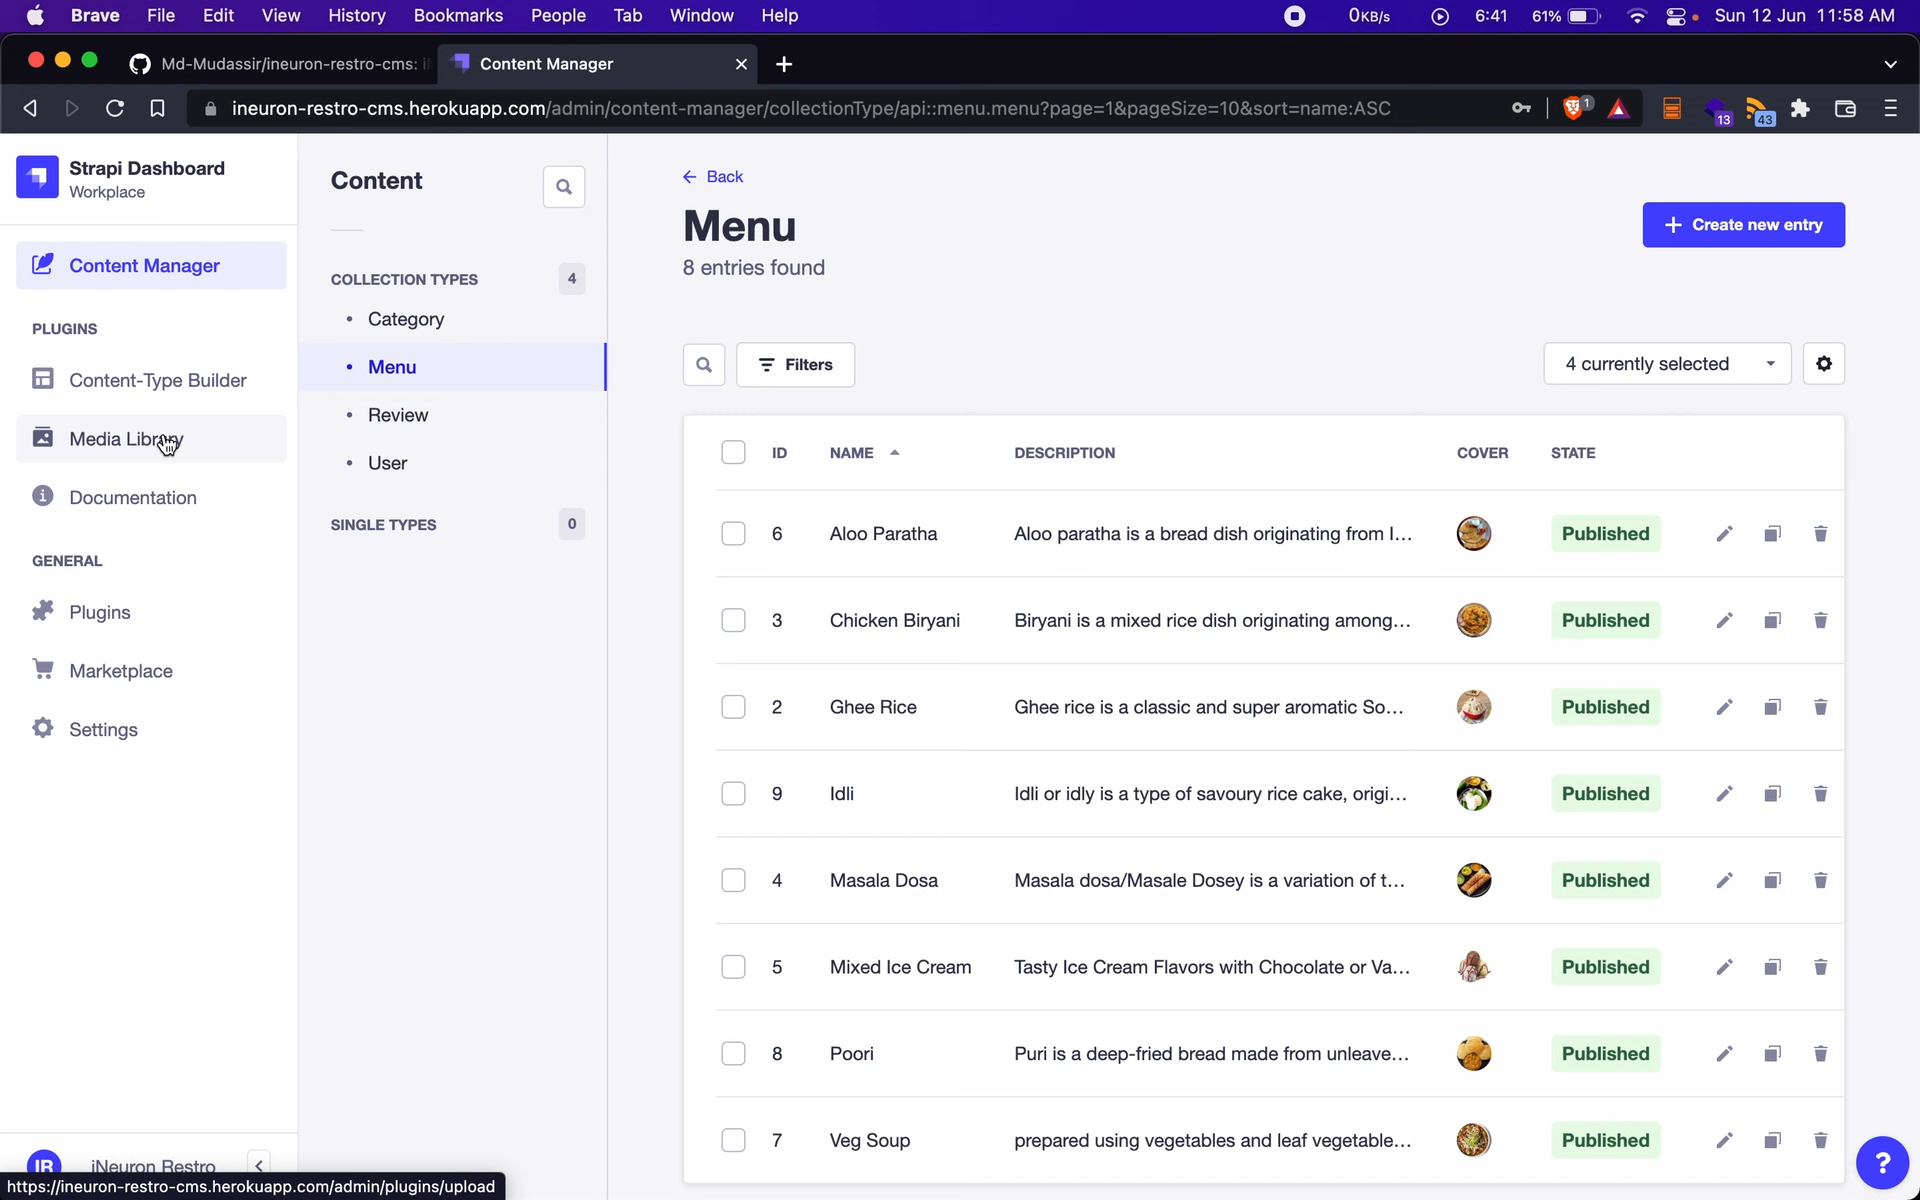 Brave File Edit View History Bookmarks People Tab Window Help 0KB/s 6:41 61% Sun 12 Jun 11:58 AM
Md-Mudassir/ineuron-restro-cms: Content Manager
ineuron-restro-cms.herokuapp.com/admin/content-manager/collectionType/api::menu.menu?page=1&pageSize=10&sort=name:ASC 1 13 43
Strapi Dashboard
Workplace
Content Manager
PLUGINS
Content-Type Builder
Media Library
Documentation
GENERAL
Plugins
Marketplace
Settings
IR iNeuron Restro
https://ineuron-restro-cms.herokuapp.com/admin/plugins/upload
Content
COLLECTION TYPES 4
• Category
• Menu
• Review
• User
SINGLE TYPES 0
← Back
Menu
8 entries found
+ Create new entry
Filters
4 currently selected
ID NAME DESCRIPTION COVER STATE
6 Aloo Paratha Aloo paratha is a bread dish originating from I... Published
3 Chicken Biryani Biryani is a mixed rice dish originating among... Published
2 Ghee Rice Ghee rice is a classic and super aromatic So... Published
9 Idli Idli or idly is a type of savoury rice cake, origi... Published
4 Masala Dosa Masala dosa/Masale Dosey is a variation of t... Published
5 Mixed Ice Cream Tasty Ice Cream Flavors with Chocolate or Va... Published
8 Poori Puri is a deep-fried bread made from unleave... Published
7 Veg Soup prepared using vegetables and leaf vegetable... Published
?